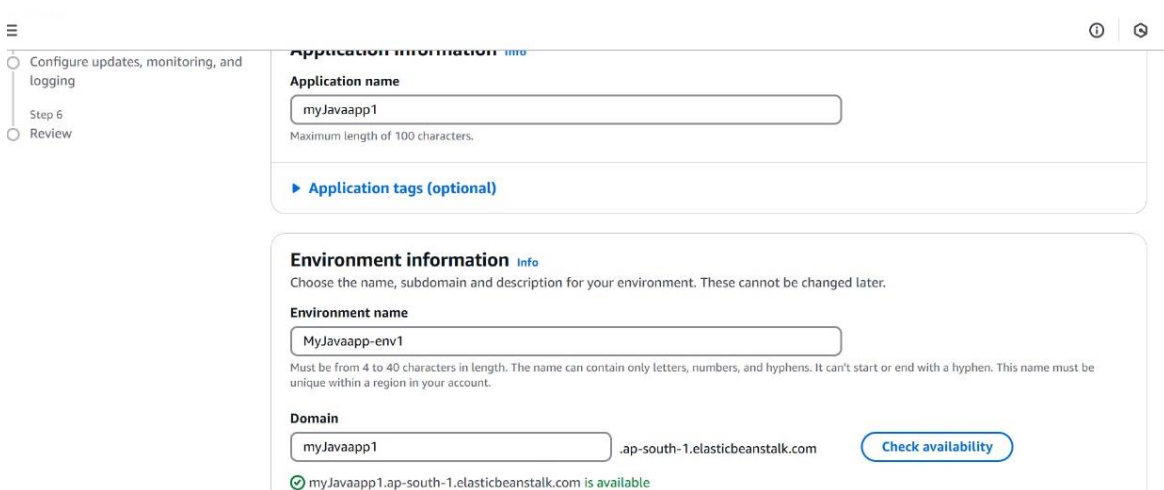 Configure updates, monitoring, and
logging
Step 6
Review
Application information Info
Application name
myJavaapp1
Maximum length of 100 characters.
Application tags (optional)
Environment information Info
Choose the name, subdomain and description for your environment. These cannot be changed later.
Environment name
MyJavaapp-env1
Must be from 4 to 40 characters in length. The name can contain only letters, numbers, and hyphens. It can't start or end with a hyphen. This name must be
unique within a region in your account.
Domain
myJavaapp1 .ap-south-1.elasticbeanstalk.com Check availability
myJavaapp1.ap-south-1.elasticbeanstalk.com is available